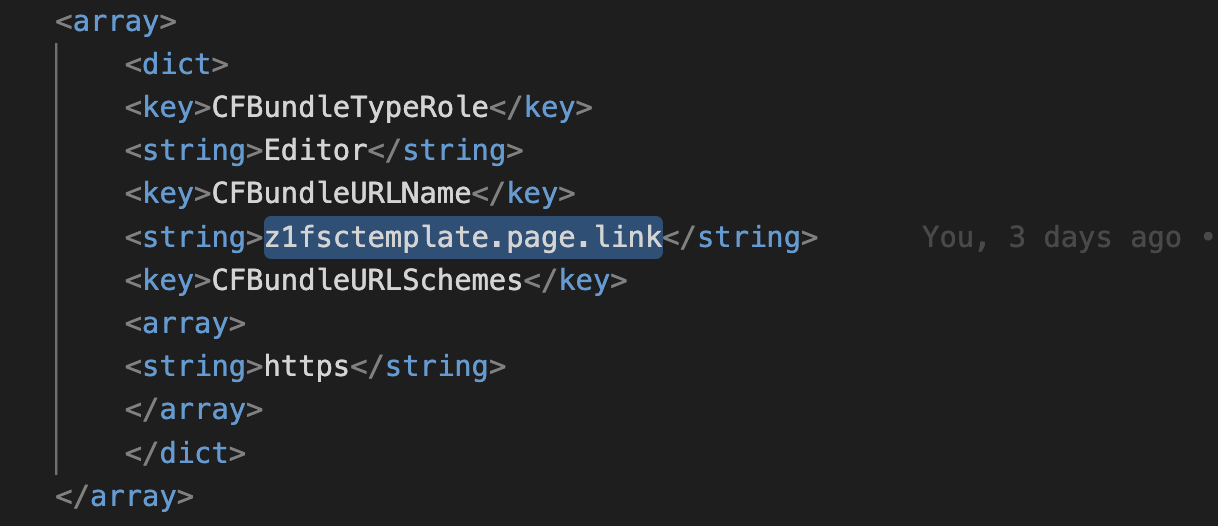 <array>
<dict>
<key>CFBundleTypeRole</key>
<string>Editor</string>
<key>CFBundleURLName</key>
<string>z1fsctemplate.page.link</string> You, 3 days ago •
<key>CFBundleURLSchemes</key>
<array>
<string>https</string>
</array>
</dict>
</array>